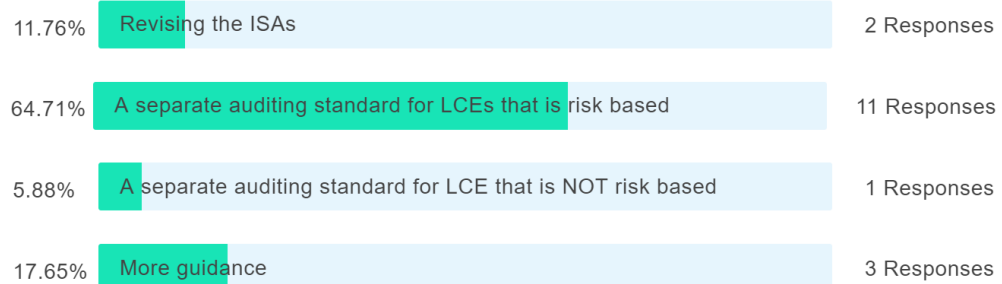 11.76% Revising the ISAs 2 Responses
64.71% A separate auditing standard for LCEs that is risk based 11 Responses
5.88% A separate auditing standard for LCE that is NOT risk based 1 Responses
17.65% More guidance 3 Responses